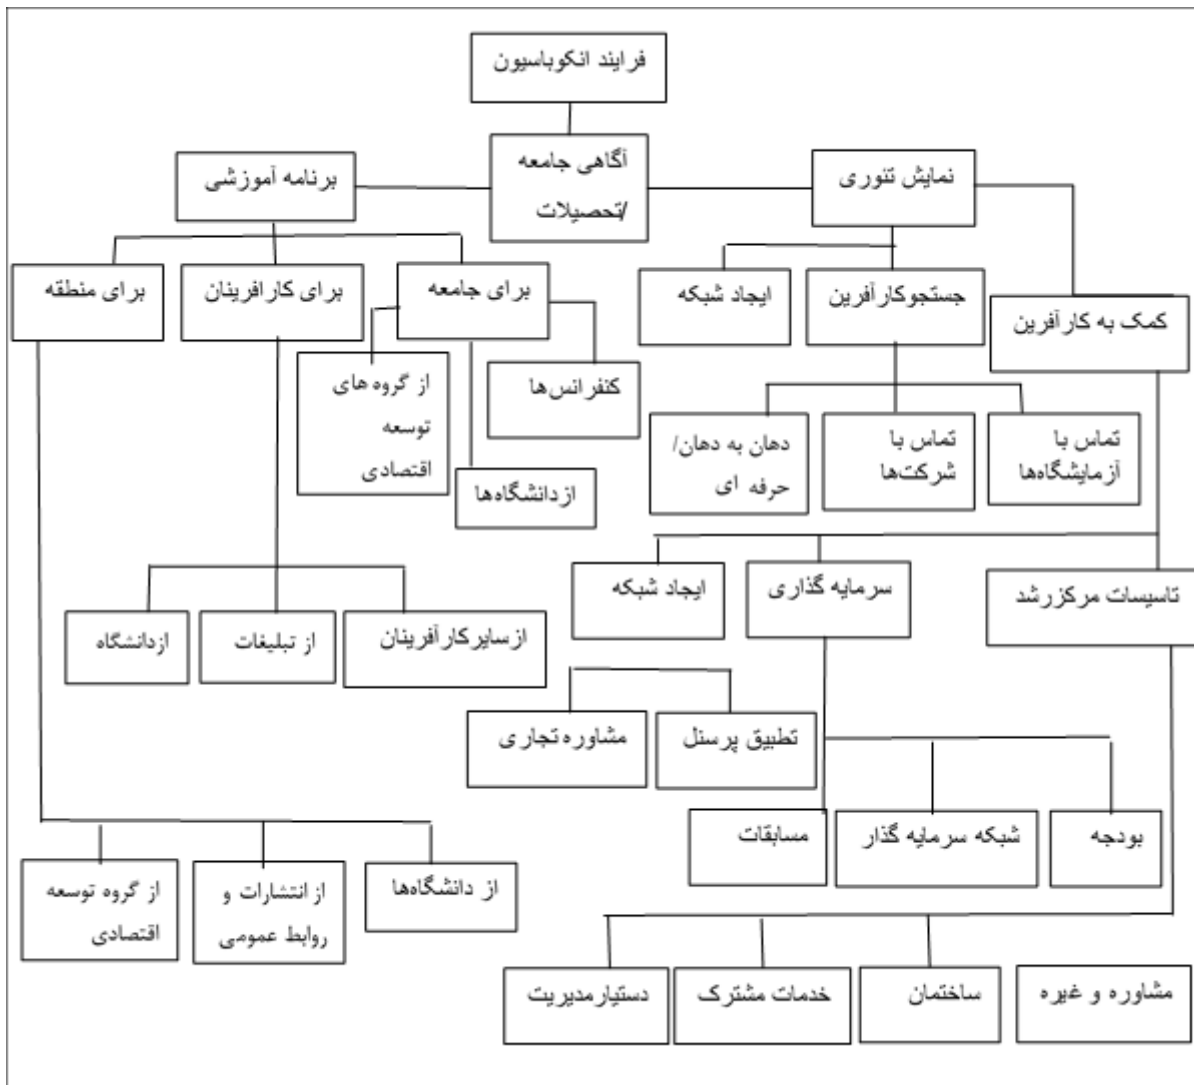 فرایند انکوباسیون
آگاهی جامعه
/تحصیلات
نمایش تئوری
برنامه آموزشی
کمک به کارآفرین
جستجوکارآفرین
ایجاد شبکه
برای جامعه
برای کارافرینان
برای منطقه
تماس با
آزمایشگاه‌ها
تماس با
شرکت‌ها
دهان به دهان/
حرفه ای
کنفرانس‌ها
ازدانشگاه‌ها
از گروه های
توسعه
اقتصادی
تاسیسات مرکزرشد
سرمایه گذاری
ایجاد شبکه
ازسایرکارآفرینان
از تبلیغات
ازدانشگاه
تطبیق پرسنل
مشاوره تجاری
بودجه
شبکه سرمایه گذار
مسابقات
از دانشگاه‌ها
از انتشارات و
روابط عمومی
از گروه توسعه
اقتصادی
مشاوره و غیره
ساختمان
خدمات مشترک
دستیارمدیریت